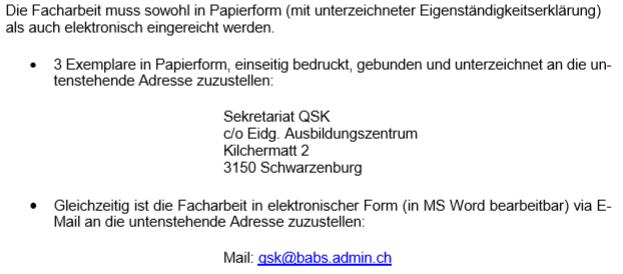 Die Facharbeit muss sowohl in Papierform (mit unterzeichneter Eigenständigkeitserklärung)
als auch elektronisch eingereicht werden.
• 3 Exemplare in Papierform, einseitig bedruckt, gebunden und unterzeichnet an die un-
tenstehende Adresse zuzustellen:
Sekretariat QSK
c/o Eidg. Ausbildungszentrum
Kilchermatt 2
3150 Schwarzenburg
• Gleichzeitig ist die Facharbeit in elektronischer Form (in MS Word bearbeitbar) via E-
Mail an die untenstehende Adresse zuzustellen:
Mail: qsk@babs.admin.ch